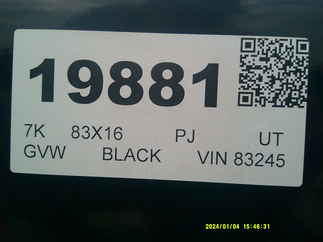 19881
7K 83X16 PJ UT
GVW BLACK VIN 83245
2024/01/04 15:46:31